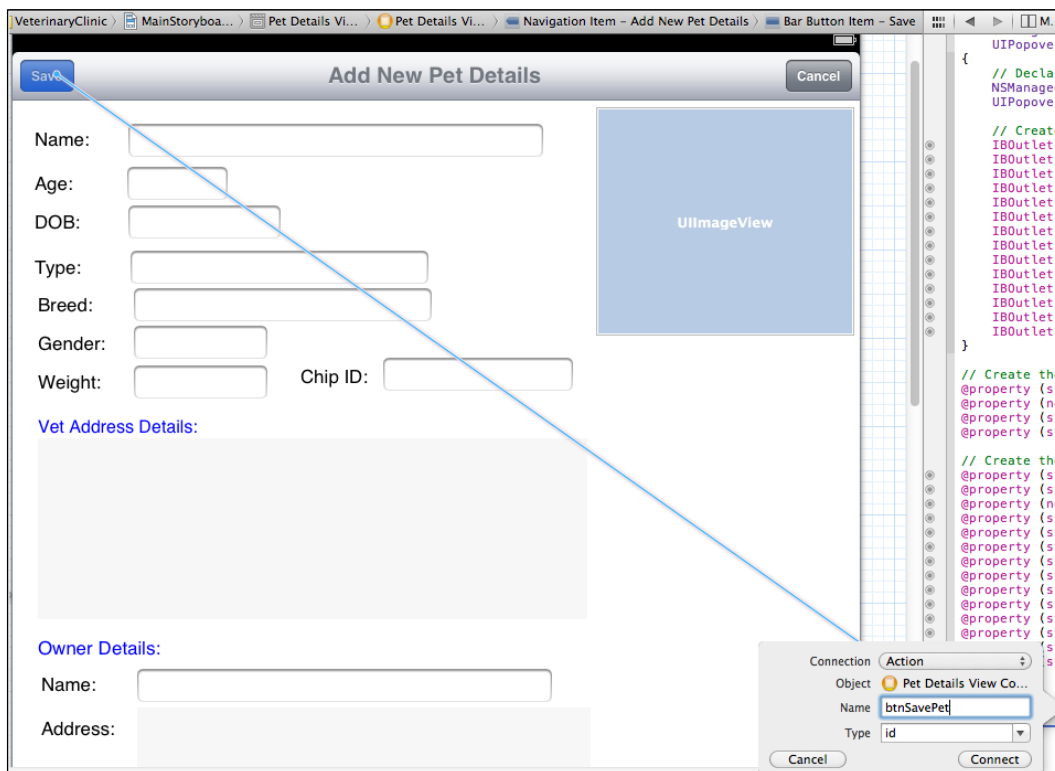 VeterinaryClinic MainStoryboa... Pet Details Vi... Pet Details Vi... Navigation Item – Add New Pet Details Bar Button Item – Save M.
Save Add New Pet Details Cancel
Name:
Age:
DOB:
Type:
Breed:
Gender:
Weight: Chip ID:
UIImageView
Vet Address Details:
Owner Details:
Name:
Address:
UIPopove
{
// Decla
NSManage
UIPopove
// Creat
IBOutlet
IBOutlet
IBOutlet
IBOutlet
IBOutlet
IBOutlet
IBOutlet
IBOutlet
IBOutlet
IBOutlet
IBOutlet
IBOutlet
IBOutlet
IBOutlet
}
// Create the
@property (s
@property (n
@property (s
@property (s
// Create the
@property (s
@property (s
@property (n
@property (s
@property (s
@property (s
@property (s
@property (s
@property (s
@property (s
@property (s
@property (s
Connection Action
Object Pet Details View Co...
Name btnSavePet
Type id
Cancel Connect